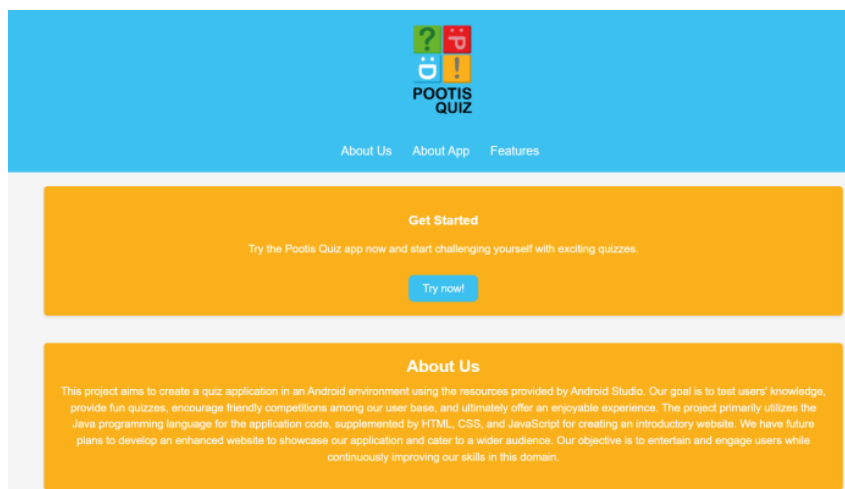 ? :P
:D !
POOTIS
QUIZ
About Us About App Features
Get Started
Try the Pootis Quiz app now and start challenging yourself with exciting quizzes.
Try now!
About Us
This project aims to create a quiz application in an Android environment using the resources provided by Android Studio. Our goal is to test users' knowledge,
provide fun quizzes, encourage friendly competitions among our user base, and ultimately offer an enjoyable experience. The project primarily utilizes the
Java programming language for the application code, supplemented by HTML, CSS, and JavaScript for creating an introductory website. We have future
plans to develop an enhanced website to showcase our application and cater to a wider audience. Our objective is to entertain and engage users while
continuously improving our skills in this domain.